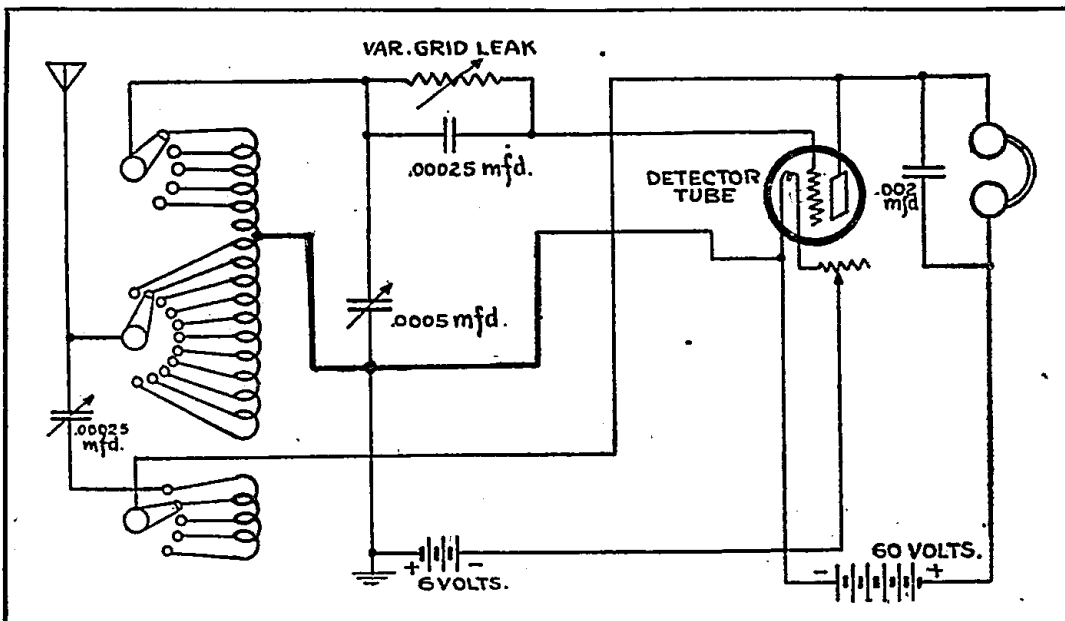 VAR. GRID LEAK
.00025 mfd.
DETECTOR
TUBE
.002
mfd
.0005 mfd.
.00025
mfd.
+ -
6 VOLTS.
60 VOLTS.
- +